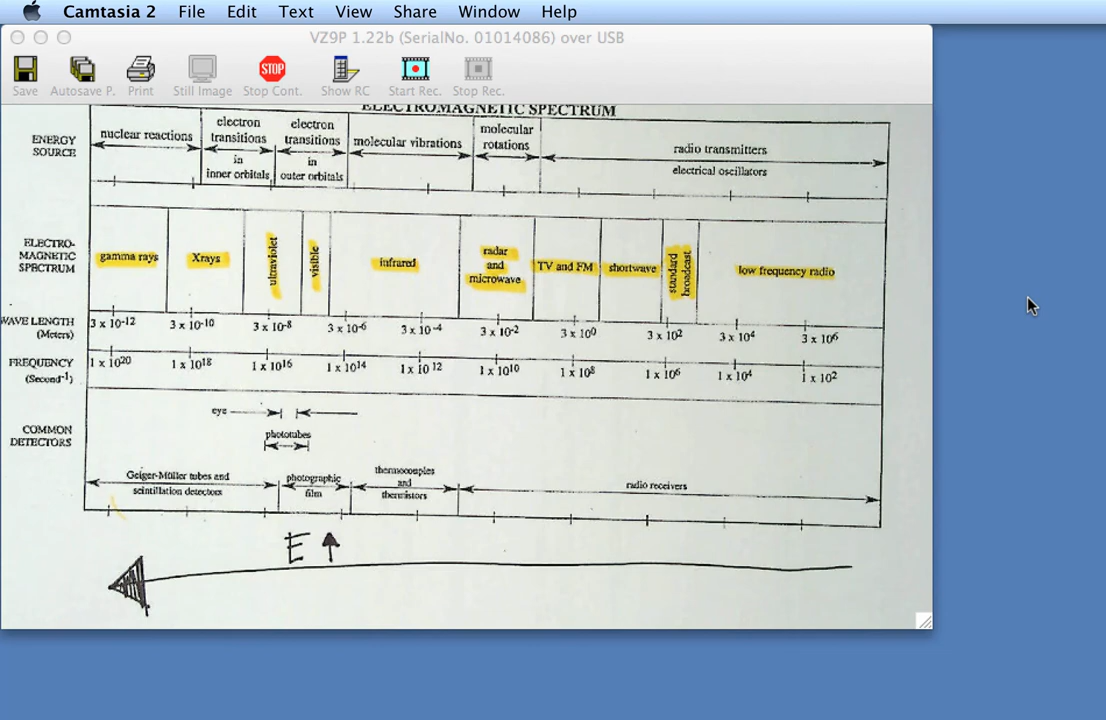 Camtasia 2 File Edit Text View Share Window Help
VZ9P 1.22b (SerialNo. 01014086) over USB
Save Autosave P. Print Still Image Stop Cont. Show RC Start Rec. Stop Rec.
STOP
ELECTROMAGNETIC SPECTRUM
ENERGY
SOURCE
nuclear reactions
electron
transitions
in
inner orbitals
electron
transitions
in
outer orbitals
molecular vibrations
molecular
rotations
radio transmitters
electrical oscillators
ELECTRO-
MAGNETIC
SPECTRUM
gamma rays
Xrays
ultraviolet
visible
infrared
radar
and
microwave
TV and FM
shortwave
standard
broadcast
low frequency radio
WAVE LENGTH
(Meters)
3 x 10-12 3 x 10-10 3 x 10-8 3 x 10-6 3 x 10-4 3 x 10-2 3 x 10⁰ 3 x 10² 3 x 10⁴ 3 x 10⁶
FREQUENCY
(Second-1)
1 x 10²⁰ 1 x 10¹⁸ 1 x 10¹⁶ 1 x 10¹⁴ 1 x 10¹² 1 x 10¹⁰ 1 x 10⁸ 1 x 10⁶ 1 x 10⁴ 1 x 10²
COMMON
DETECTORS
eye
phototubes
Geiger-Müller tubes and
scintillation detectors
photographic
film
thermocouples
and
thermistors
radio receivers
E ↑